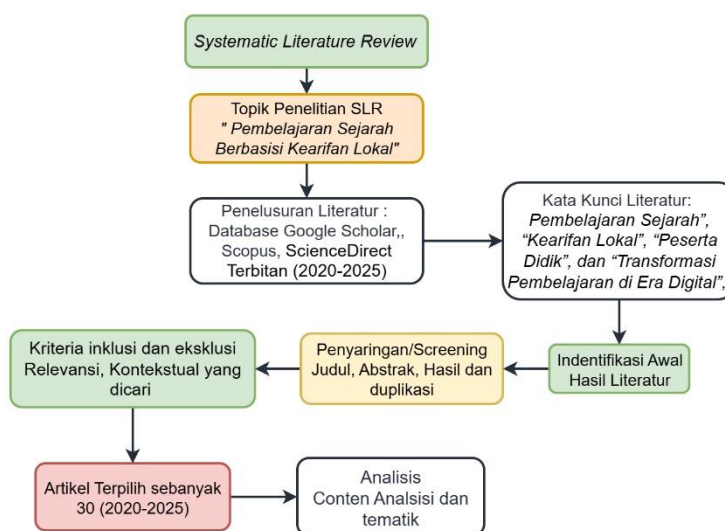 Systematic Literature Review
Topik Penelitian SLR
" Pembelajaran Sejarah
Berbasisi Kearifan Lokal"
Penelusuran Literatur :
Database Google Scholar,,
Scopus, ScienceDirect
Terbitan (2020-2025)
Kata Kunci Literatur:
Pembelajaran Sejarah”,
“Kearifan Lokal”, “Peserta
Didik”, dan “Transformasi
Pembelajaran di Era Digital”,
Indentifikasi Awal
Hasil Literatur
Penyaringan/Screening
Judul, Abstrak, Hasil dan
duplikasi
Kriteria inklusi dan eksklusi
Relevansi, Kontekstual yang
dicari
Artikel Terpilih sebanyak
30 (2020-2025)
Analisis
Conten Analsisi dan
tematik